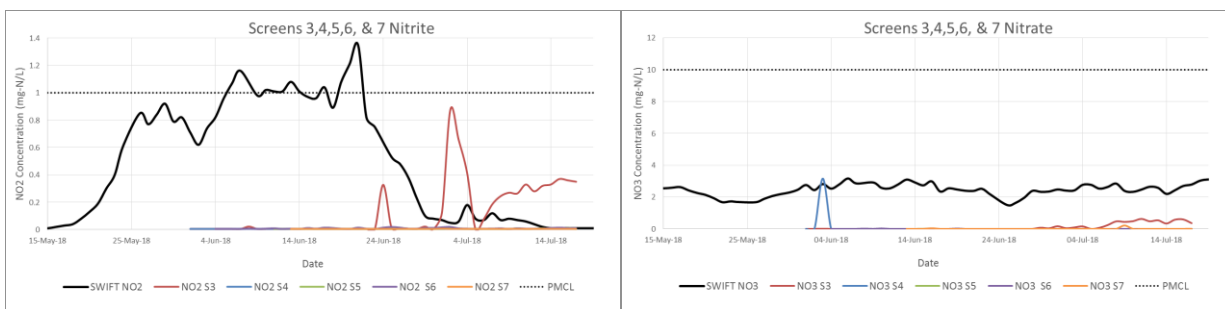 Screens 3,4,5,6, & 7 Nitrite
NO2 Concentration (mg-N/L)
1.4
1.2
1
0.8
0.6
0.4
0.2
0
15-May-18 25-May-18 4-Jun-18 14-Jun-18 24-Jun-18 4-Jul-18 14-Jul-18
Date
SWIFT NO2 NO2 S3 NO2 S4 NO2 S5 NO2 S6 NO2 S7 PMCL
Screens 3,4,5,6, & 7 Nitrate
NO3 Concentration (mg-N/L)
12
10
8
6
4
2
0
15-May-18 25-May-18 04-Jun-18 14-Jun-18 24-Jun-18 04-Jul-18 14-Jul-18
Date
SWIFT NO3 NO3 S3 NO3 S4 NO3 S5 NO3 S6 NO3 S7 PMCL